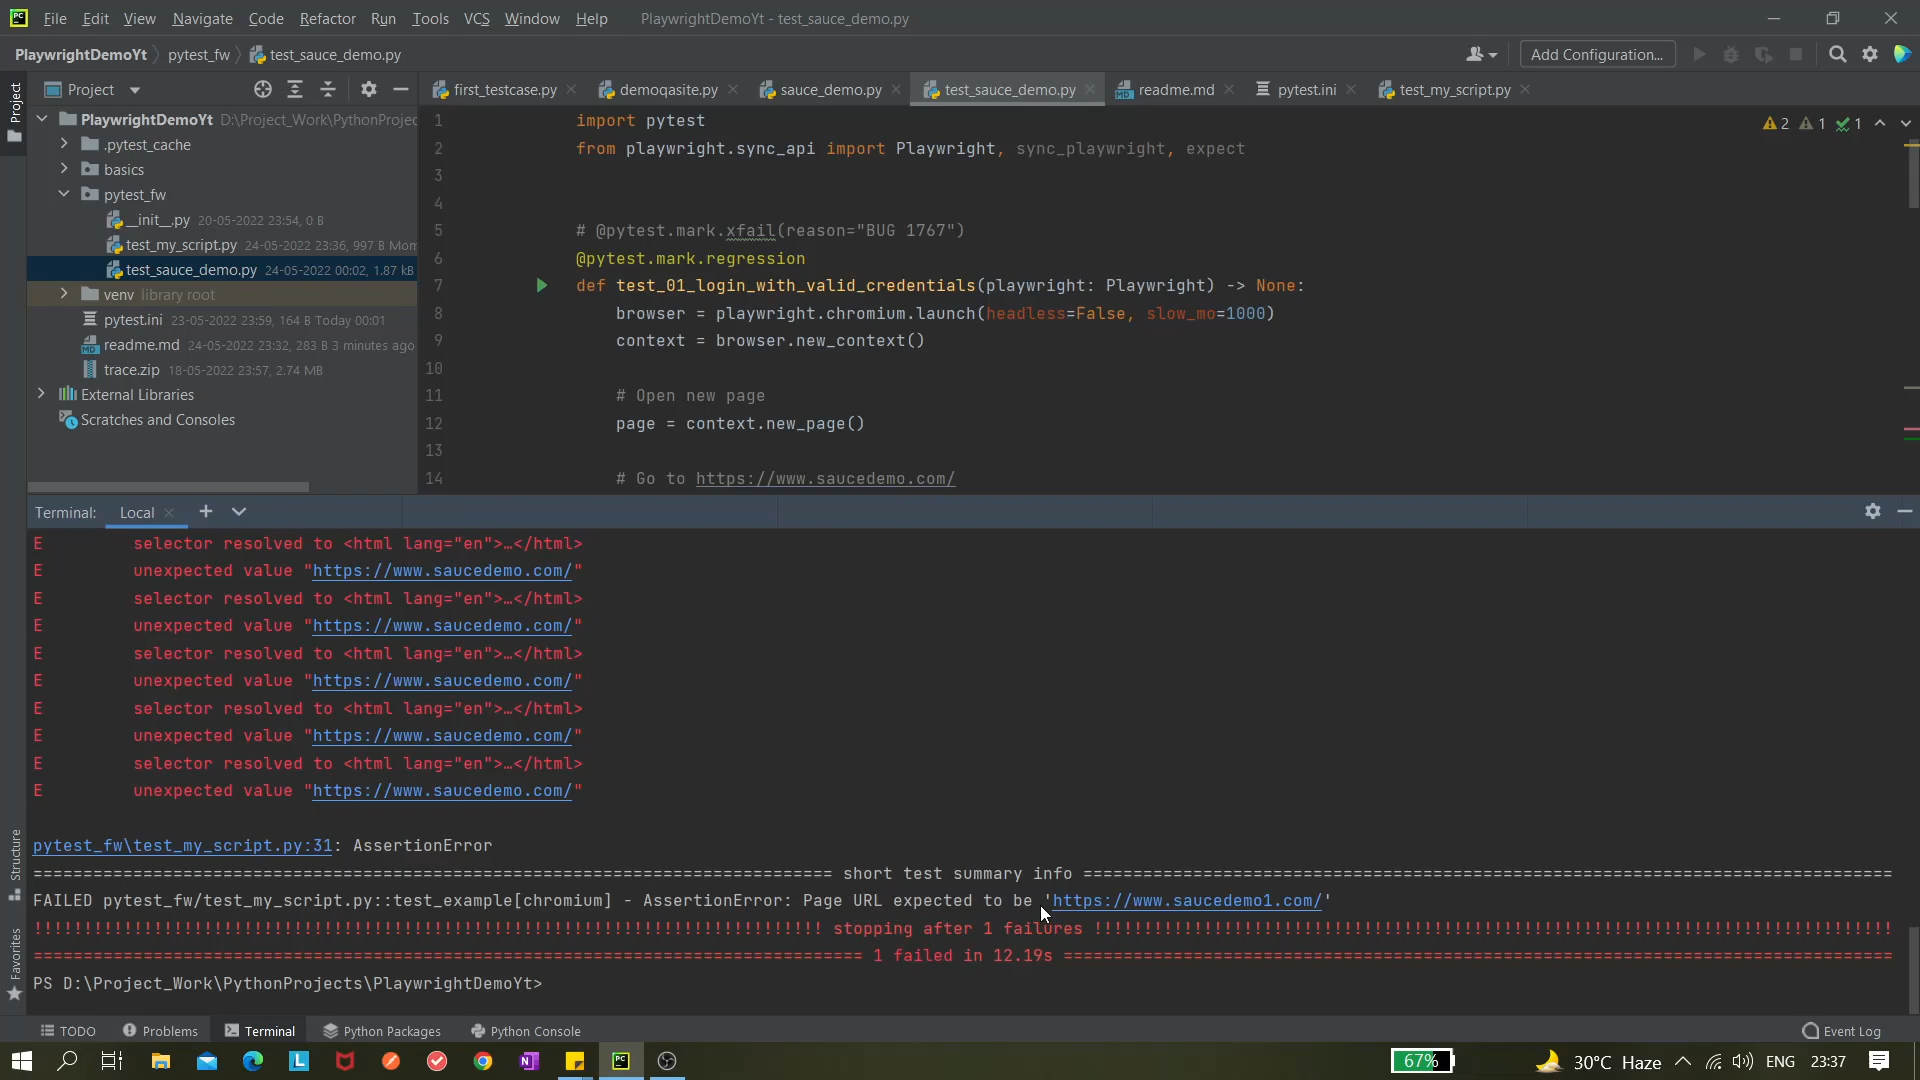 File Edit View Navigate Code Refactor Run Tools VCS Window Help PlaywrightDemoYt - test_sauce_demo.py
PlaywrightDemoYt pytest_fw test_sauce_demo.py Add Configuration...
Project
Project
first_testcase.py demoqasite.py sauce_demo.py test_sauce_demo.py readme.md pytest.ini test_my_script.py
PlaywrightDemoYt D:\Project_Work\PythonProjec
.pytest_cache
basics
pytest_fw
__init__.py 20-05-2022 23:54, 0 B
test_my_script.py 24-05-2022 23:36, 997 B Mom
test_sauce_demo.py 24-05-2022 00:02, 1.87 kB
venv library root
pytest.ini 23-05-2022 23:59, 164 B Today 00:01
readme.md 24-05-2022 23:32, 283 B 3 minutes ago
trace.zip 18-05-2022 23:57, 2.74 MB
External Libraries
Scratches and Consoles
2 1 1
1 import pytest
2 from playwright.sync_api import Playwright, sync_playwright, expect
3
4
5 # @pytest.mark.xfail(reason="BUG 1767")
6 @pytest.mark.regression
7 def test_01_login_with_valid_credentials(playwright: Playwright) -> None:
8 browser = playwright.chromium.launch(headless=False, slow_mo=1000)
9 context = browser.new_context()
10
11 # Open new page
12 page = context.new_page()
13
14 # Go to https://www.saucedemo.com/
Terminal: Local
E selector resolved to <html lang="en">…</html>
E unexpected value "https://www.saucedemo.com/"
E selector resolved to <html lang="en">…</html>
E unexpected value "https://www.saucedemo.com/"
E selector resolved to <html lang="en">…</html>
E unexpected value "https://www.saucedemo.com/"
E selector resolved to <html lang="en">…</html>
E unexpected value "https://www.saucedemo.com/"
E selector resolved to <html lang="en">…</html>
E unexpected value "https://www.saucedemo.com/"
pytest_fw\test_my_script.py:31: AssertionError
================================================================================ short test summary info =================================================================================
FAILED pytest_fw/test_my_script.py::test_example[chromium] - AssertionError: Page URL expected to be 'https://www.saucedemo1.com/'
!!!!!!!!!!!!!!!!!!!!!!!!!!!!!!!!!!!!!!!!!!!!!!!!!!!!!!!!!!!!!!!!!!!!!!!!!!!!!!! stopping after 1 failures !!!!!!!!!!!!!!!!!!!!!!!!!!!!!!!!!!!!!!!!!!!!!!!!!!!!!!!!!!!!!!!!!!!!!!!!!!!!!!!!
=================================================================================== 1 failed in 12.19s ===================================================================================
PS D:\Project_Work\PythonProjects\PlaywrightDemoYt>
Structure
Favorites
TODO Problems Terminal Python Packages Python Console Event Log
67% 30°C Haze ENG 23:37